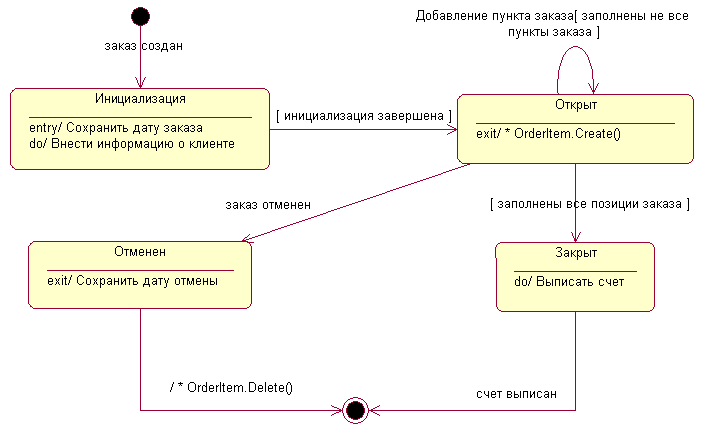 Добавление пункта заказа[ заполнены не все
пункты заказа ]
заказ создан
Инициализация
entry/ Сохранить дату заказа
do/ Внести информацию о клиенте
[ инициализация завершена ]
Открыт
exit/ * OrderItem.Create()
заказ отменен
[ заполнены все позиции заказа ]
Отменен
exit/ Сохранить дату отмены
Закрыт
do/ Выписать счет
/ * OrderItem.Delete()
счет выписан